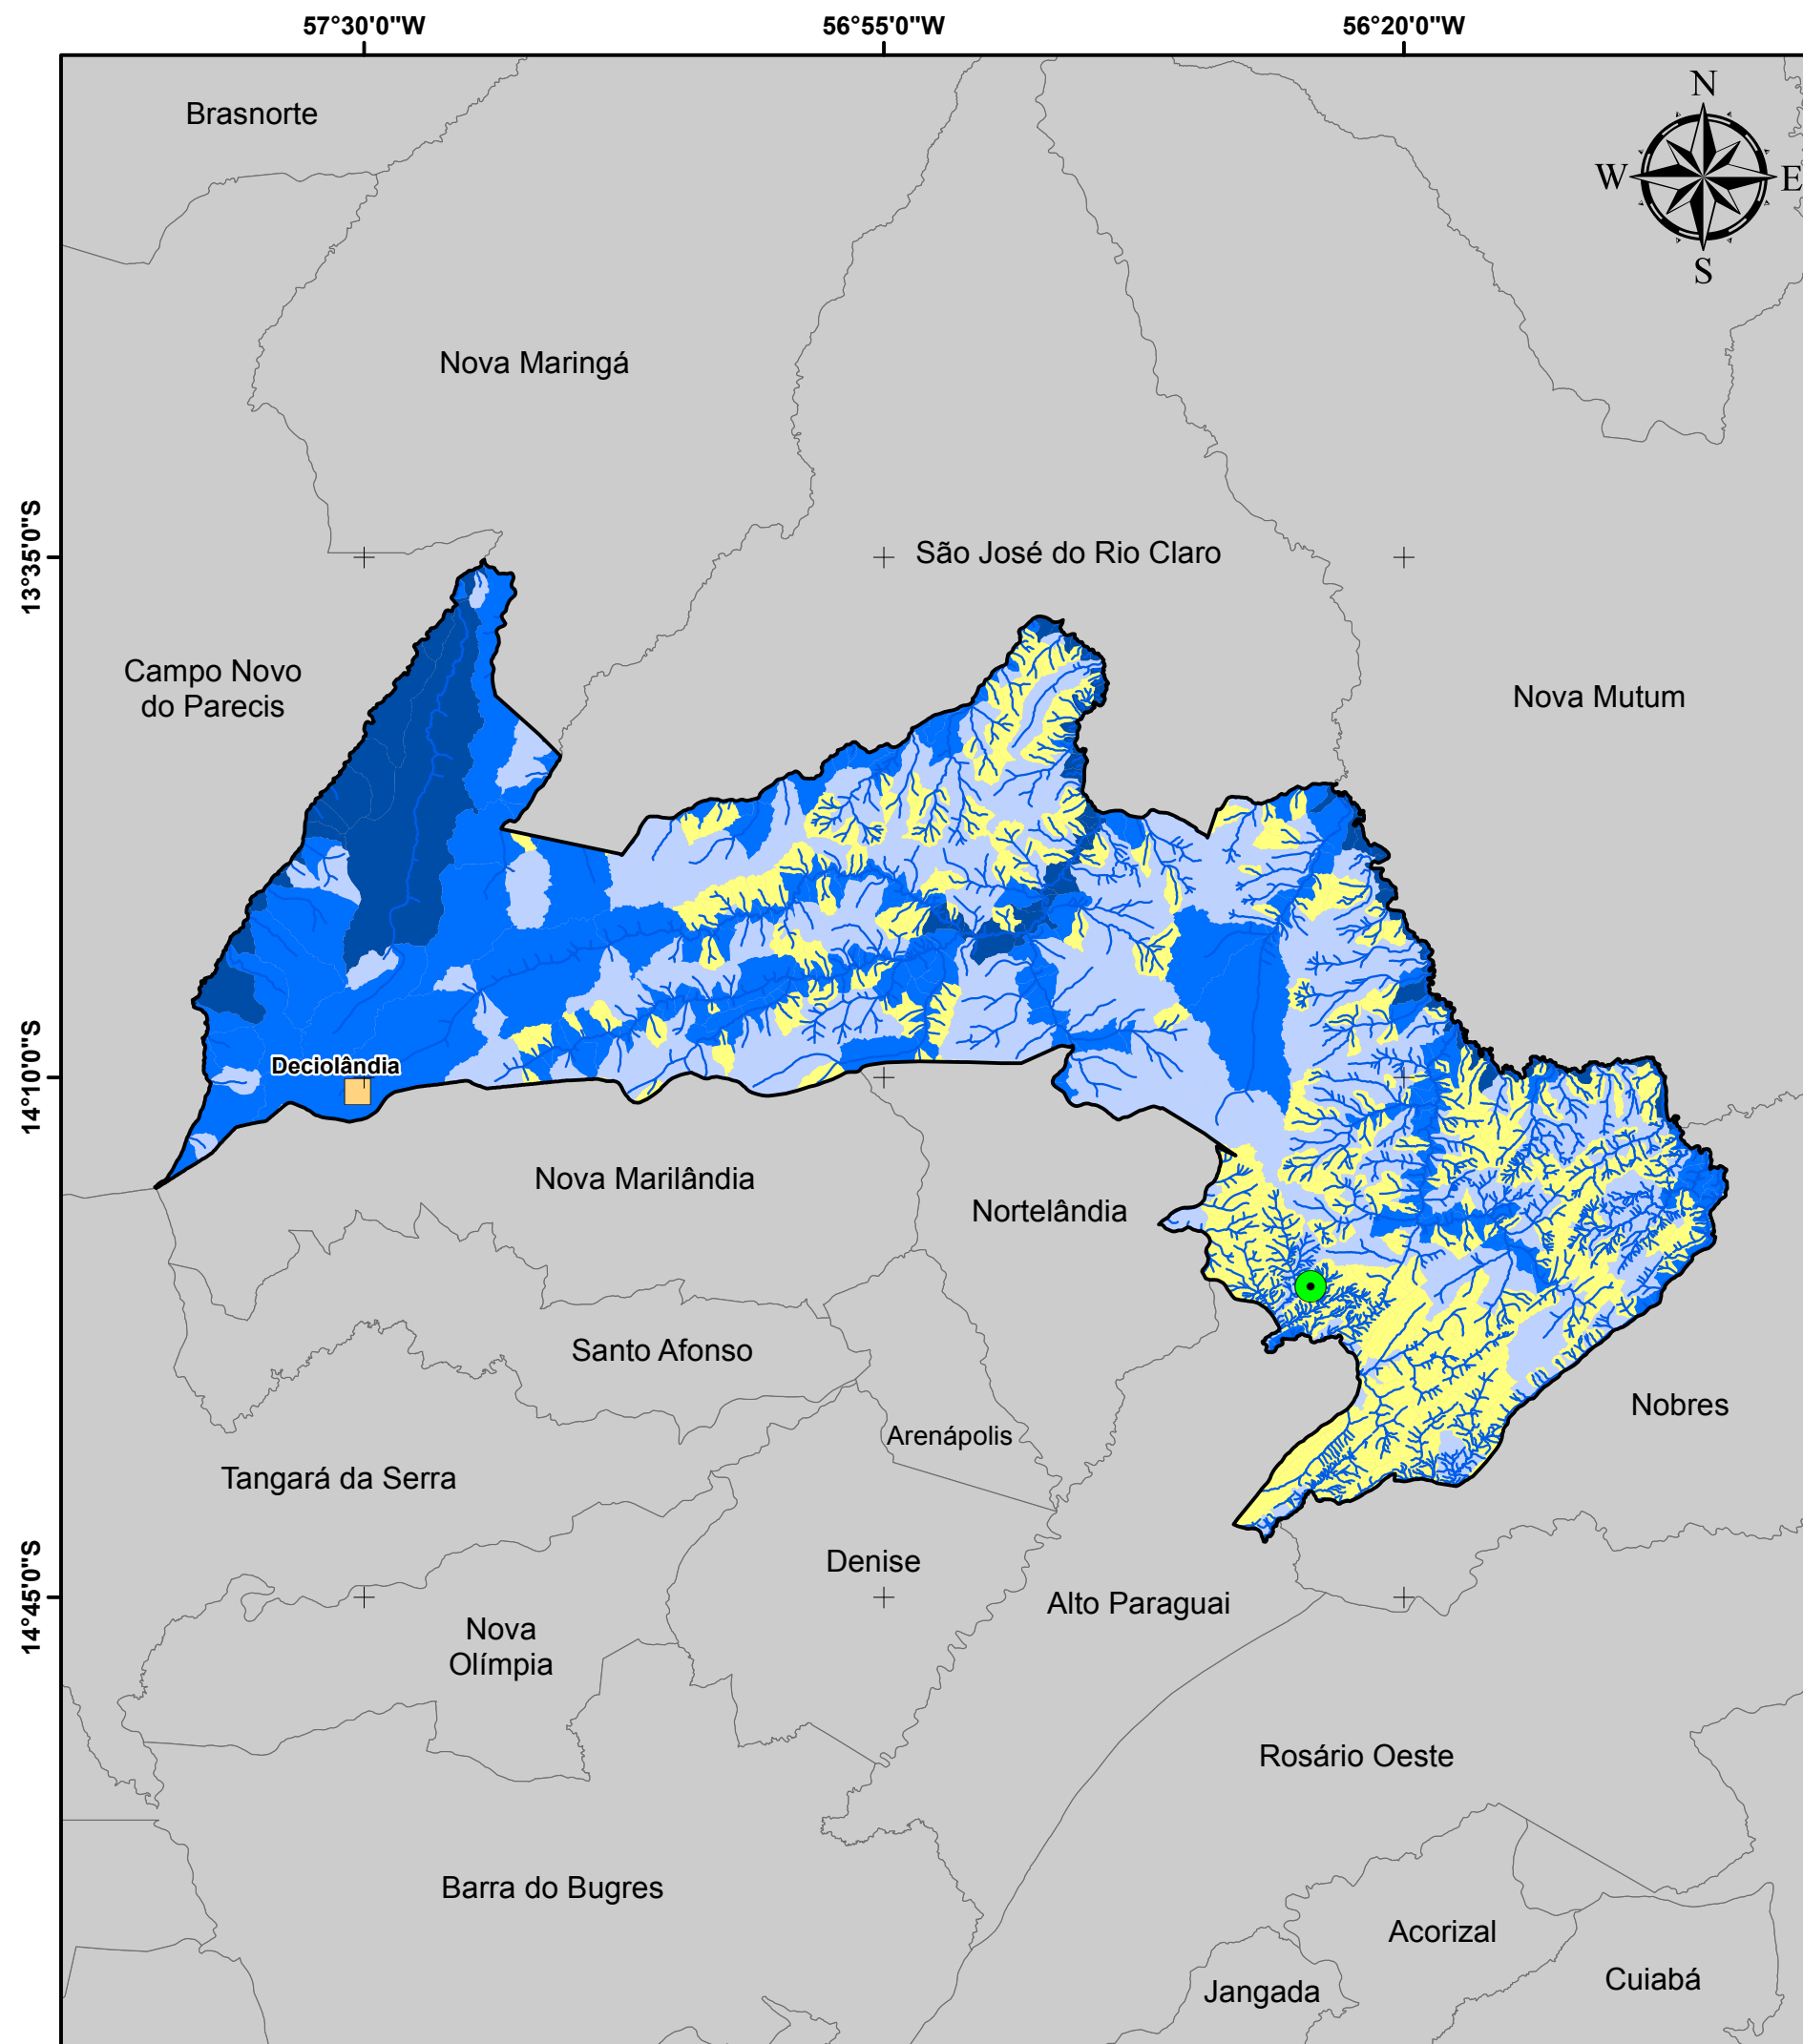 57°30'0"W
56°55'0"W
56°20'0"W
Brasnorte
N
W
E
S
Nova Maringá
13°35'0"S
São José do Rio Claro
Campo Novo
do Parecis
Nova Mutum
14°10'0"S
Deciolândia
Nova Marilândia
Nortelândia
Santo Afonso
Nobres
Arenápolis
Tangará da Serra
Denise
14°45'0"S
Alto Paraguai
Nova
Olímpia
Rosário Oeste
Barra do Bugres
Acorizal
Jangada
Cuiabá